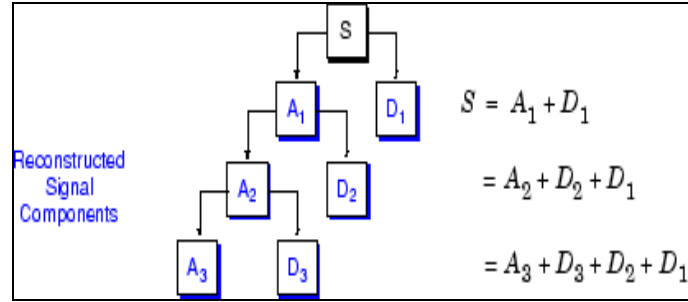 S
A₁
D₁
S = A₁ + D₁
Reconstructed
Signal
Components
A₂
D₂
= A₂ + D₂ + D₁
A₃
D₃
= A₃ + D₃ + D₂ + D₁